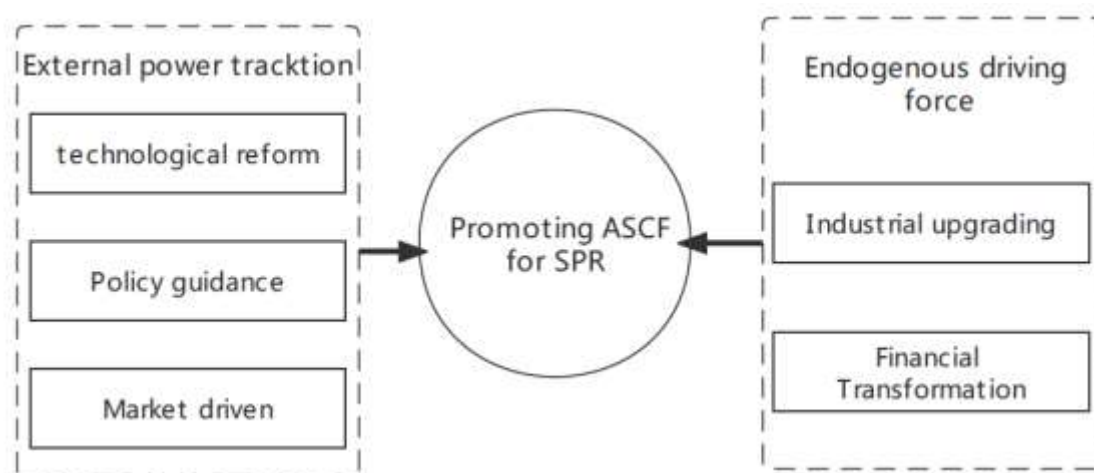 External power tracktion
technological reform
Policy guidance
Market driven
Promoting ASCF
for SPR
Endogenous driving
force
Industrial upgrading
Financial
Transformation